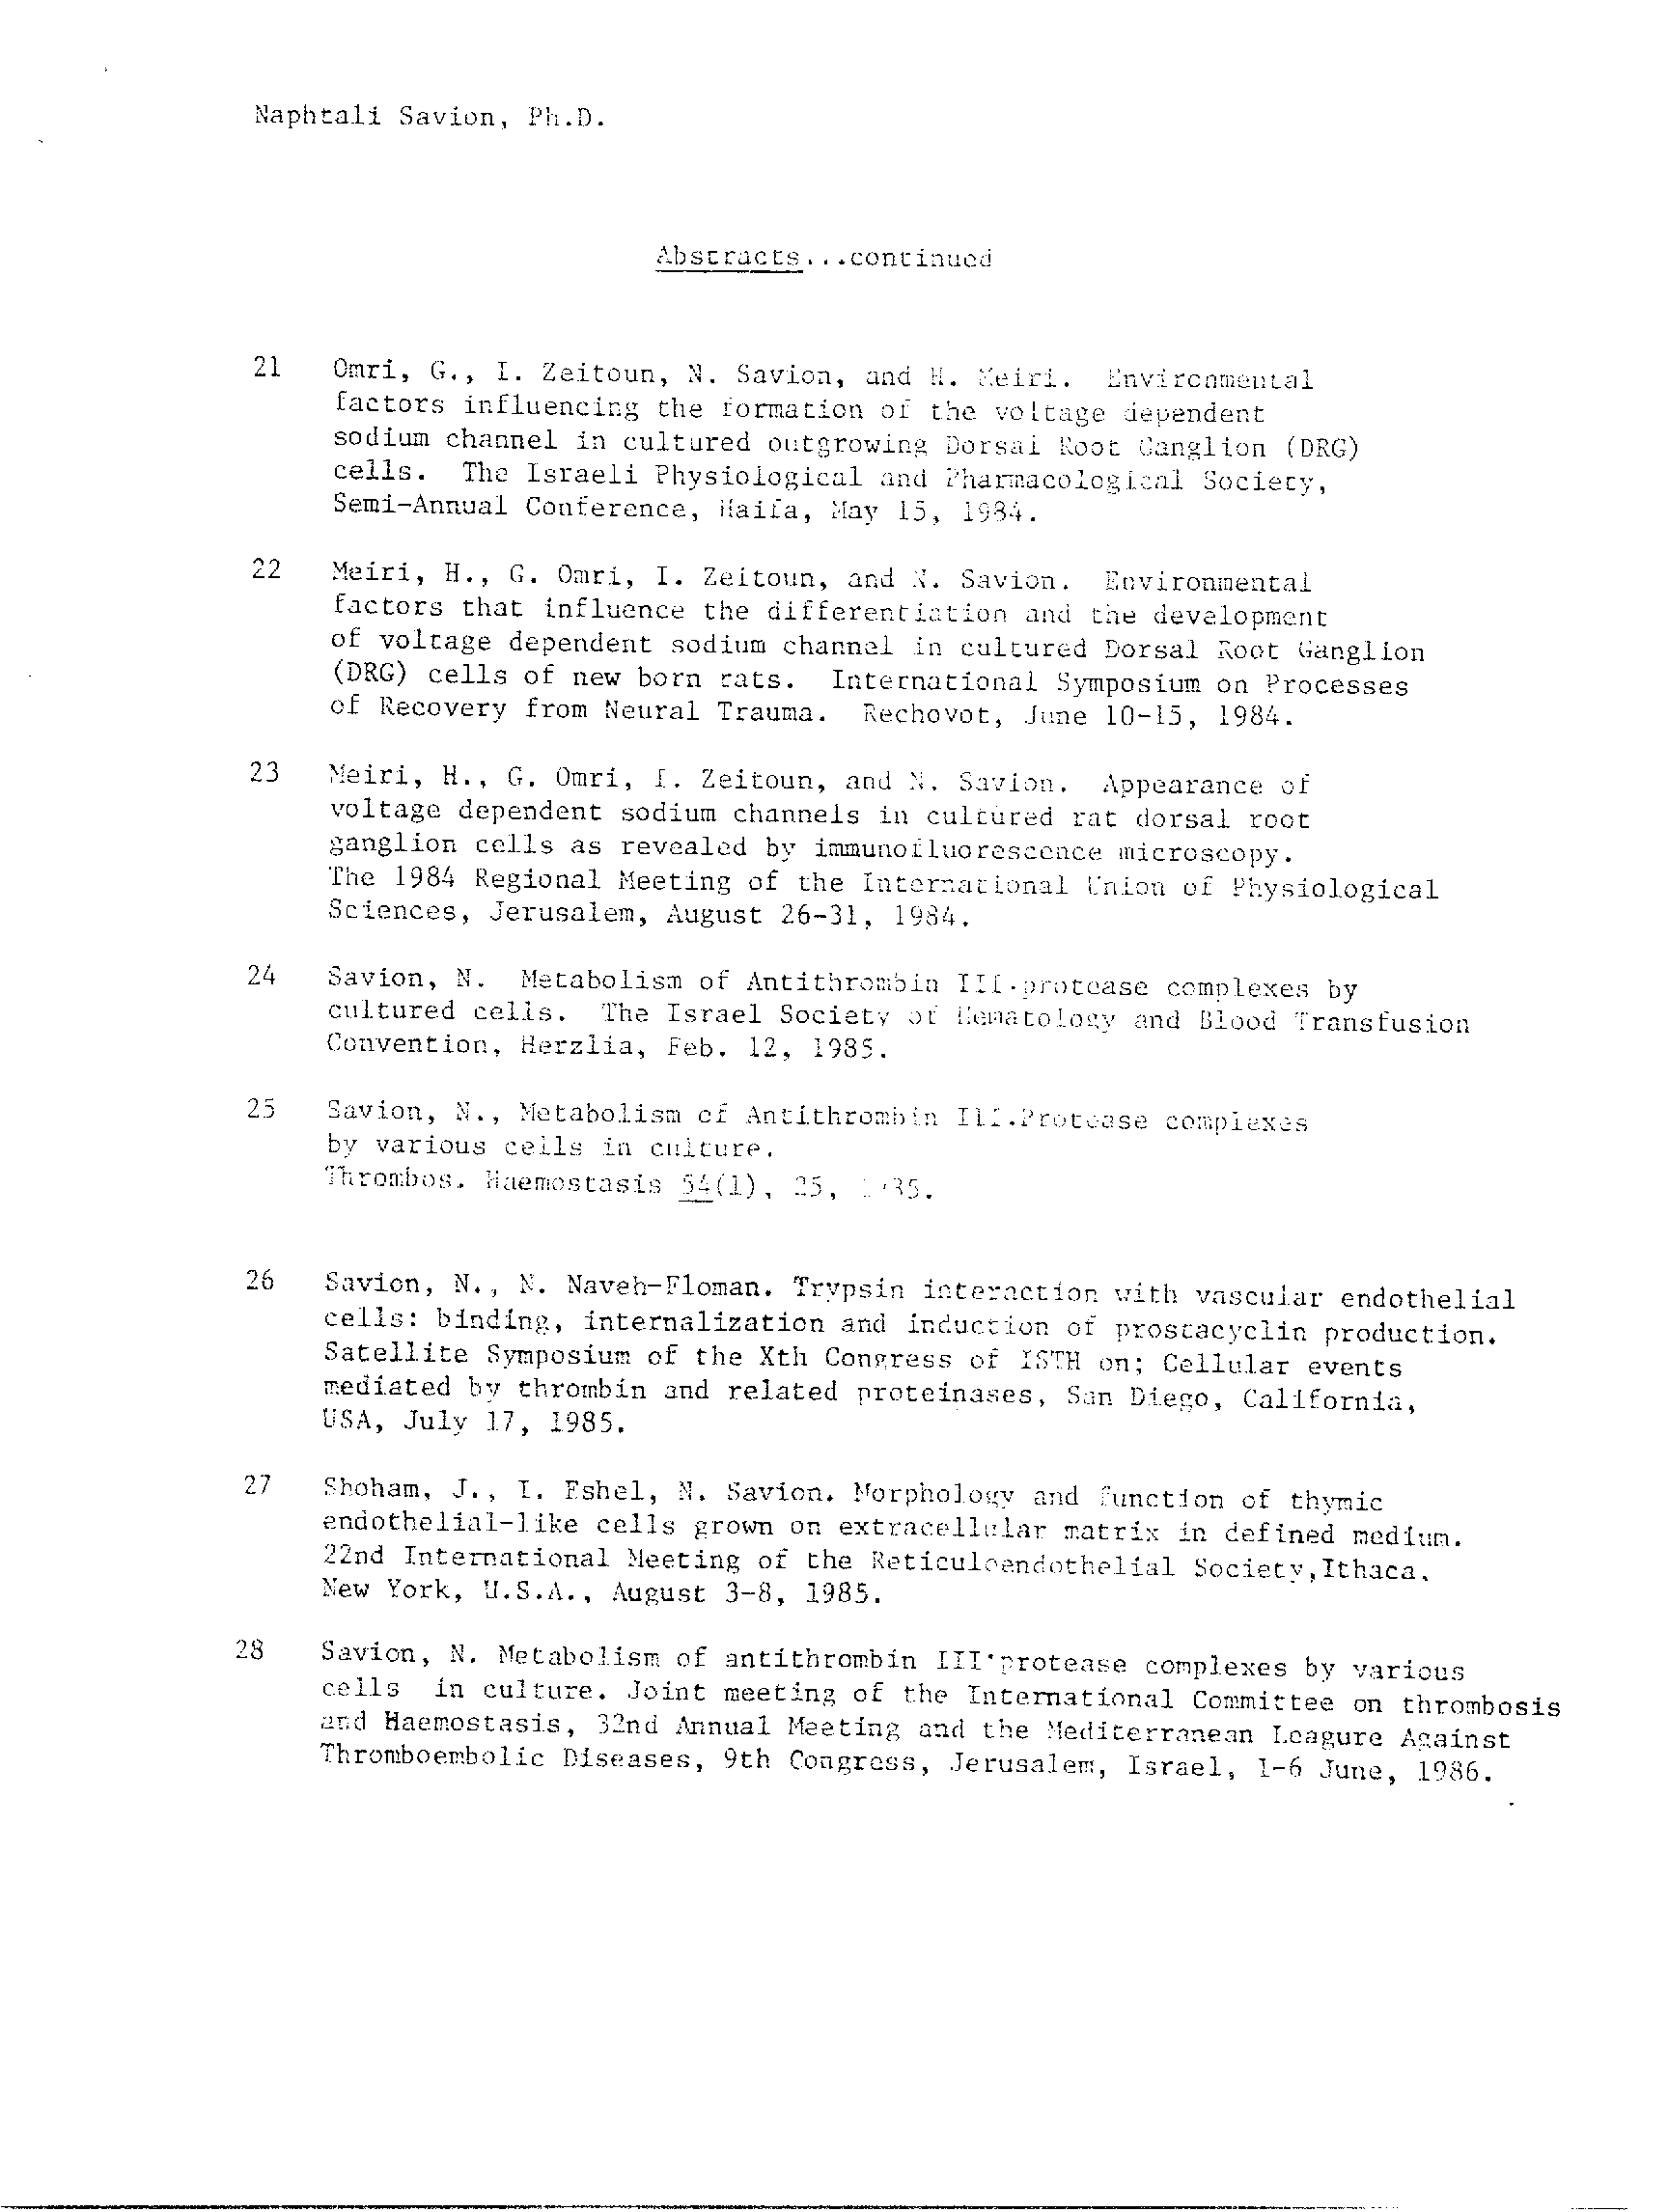 Naphtali Savion, Ph.D.
Abstracts...continued
21 Omri, G., I. Zeitoun, N. Savion, and H. Meiri. Environmental
factors influencing the formation of the voltage dependent
sodium channel in cultured outgrowing Dorsal Root Ganglion (DRG)
cells. The Israeli Physiological and Pharmacological Society,
Semi-Annual Conference, Haifa, May 15, 1984.
22 Meiri, H., G. Omri, I. Zeitoun, and N. Savion. Environmental
factors that influence the differentiation and the development
of voltage dependent sodium channel in cultured Dorsal Root Ganglion
(DRG) cells of new born rats. International Symposium on Processes
of Recovery from Neural Trauma. Rechovot, June 10-15, 1984.
23 Meiri, H., G. Omri, I. Zeitoun, and N. Savion. Appearance of
voltage dependent sodium channels in cultured rat dorsal root
ganglion cells as revealed by immunofluorescence microscopy.
The 1984 Regional Meeting of the International Union of Physiological
Sciences, Jerusalem, August 26-31, 1984.
24 Savion, N. Metabolism of Antithrombin III·protease complexes by
cultured cells. The Israel Society of Hematology and Blood Transfusion
Convention, Herzlia, Feb. 12, 1985.
25 Savion, N., Metabolism of Antithrombin III.Protease complexes
by various cells in culture.
Thrombos. Haemostasis 54(1), 25,
26 Savion, N., N. Naveh-Floman. Trypsin interaction with vascular endothelial
cells: binding, internalization and induction of prostacyclin production.
Satellite Symposium of the Xth Congress of ISTH on; Cellular events
mediated by thrombin and related proteinases, San Diego, California,
USA, July 17, 1985.
27 Shoham, J., I. Eshel, N. Savion. Morphology and function of thymic
endothelial-like cells grown on extracellular matrix in defined medium.
22nd International Meeting of the Reticuloendothelial Society,Ithaca.
New York, U.S.A., August 3-8, 1985.
28 Savion, N. Metabolism of antithrombin III·protease complexes by various
cells in culture. Joint meeting of the International Committee on thrombosis
and Haemostasis, 32nd Annual Meeting and the Mediterranean Leagure Against
Thromboembolic Diseases, 9th Congress, Jerusalem, Israel, 1-6 June, 1986.